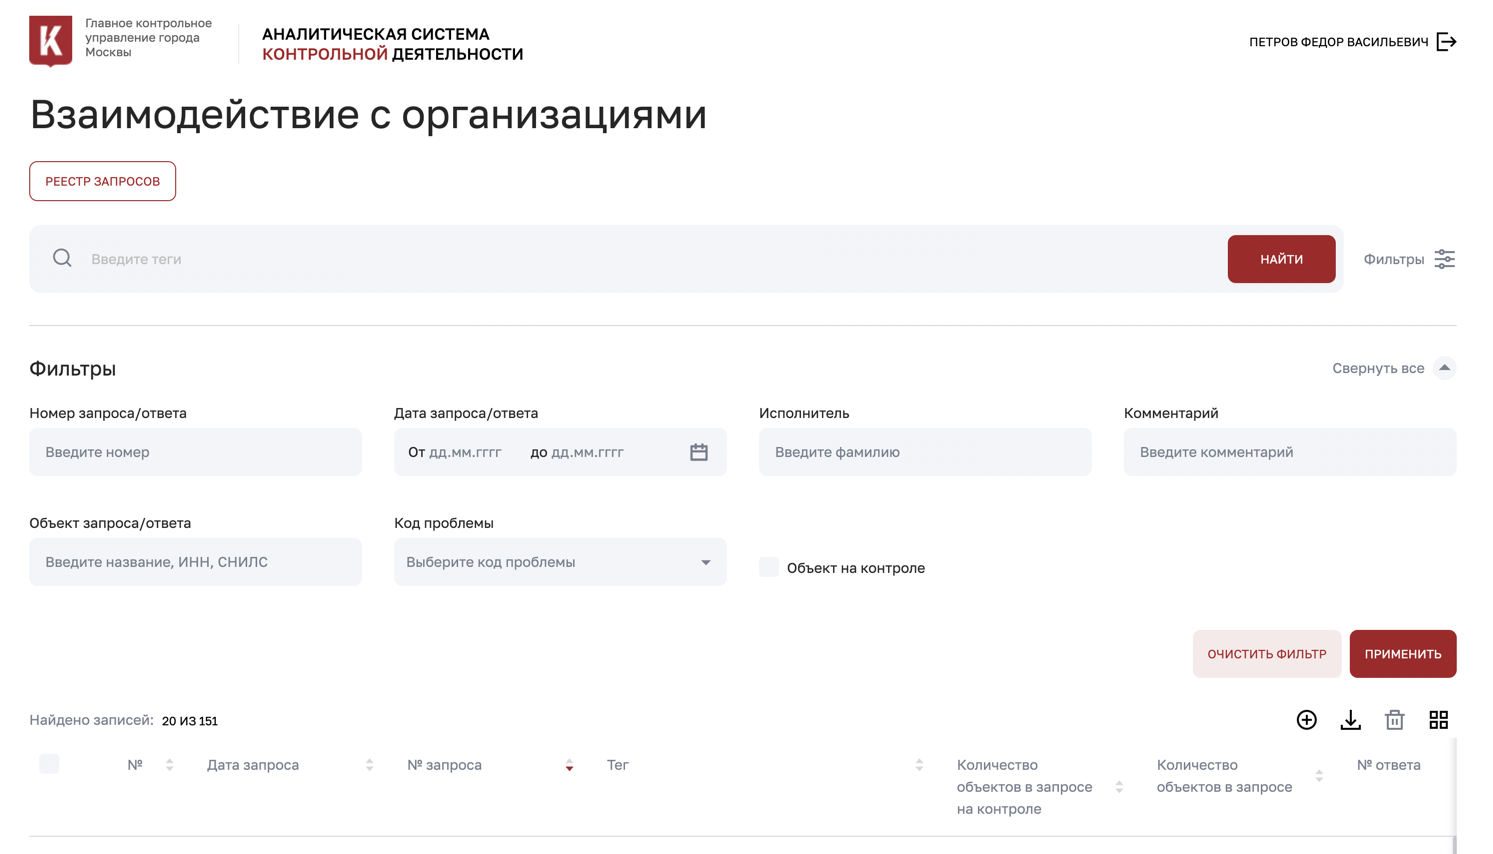 Главное контрольное
управление города
Москвы
АНАЛИТИЧЕСКАЯ СИСТЕМА
КОНТРОЛЬНОЙ ДЕЯТЕЛЬНОСТИ
ПЕТРОВ ФЕДОР ВАСИЛЬЕВИЧ
Взаимодействие с организациями
РЕЕСТР ЗАПРОСОВ
Введите теги
НАЙТИ
Фильтры
Фильтры
Свернуть все
Номер запроса/ответа
Дата запроса/ответа
Исполнитель
Комментарий
Введите номер
От дд.мм.гггг до дд.мм.гггг
Введите фамилию
Введите комментарий
Объект запроса/ответа
Код проблемы
Введите название, ИНН, СНИЛС
Выберите код проблемы
Объект на контроле
ОЧИСТИТЬ ФИЛЬТР
ПРИМЕНИТЬ
Найдено записей: 20 ИЗ 151
№
Дата запроса
№ запроса
Тег
Количество
объектов в запросе
на контроле
Количество
объектов в запросе
№ ответа